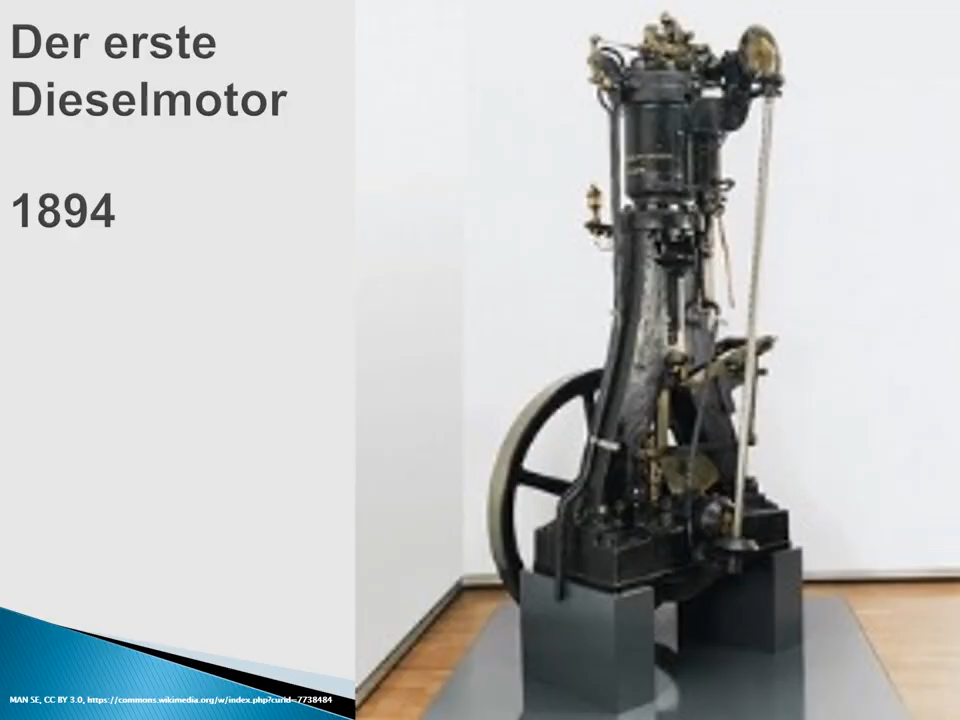 Der erste
Dieselmotor
1894
MAN SE, CC BY 3.0, https://commons.wikimedia.org/w/index.php?curid=7738484